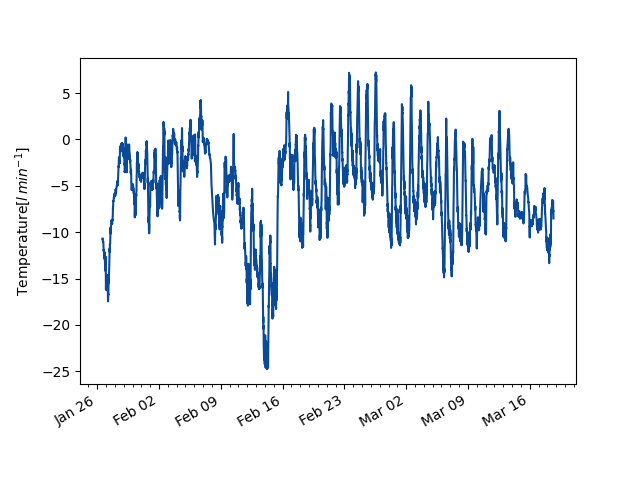 Temperature[l min⁻¹]
5
0
−5
−10
−15
−20
−25
Jan 26
Feb 02
Feb 09
Feb 16
Feb 23
Mar 02
Mar 09
Mar 16